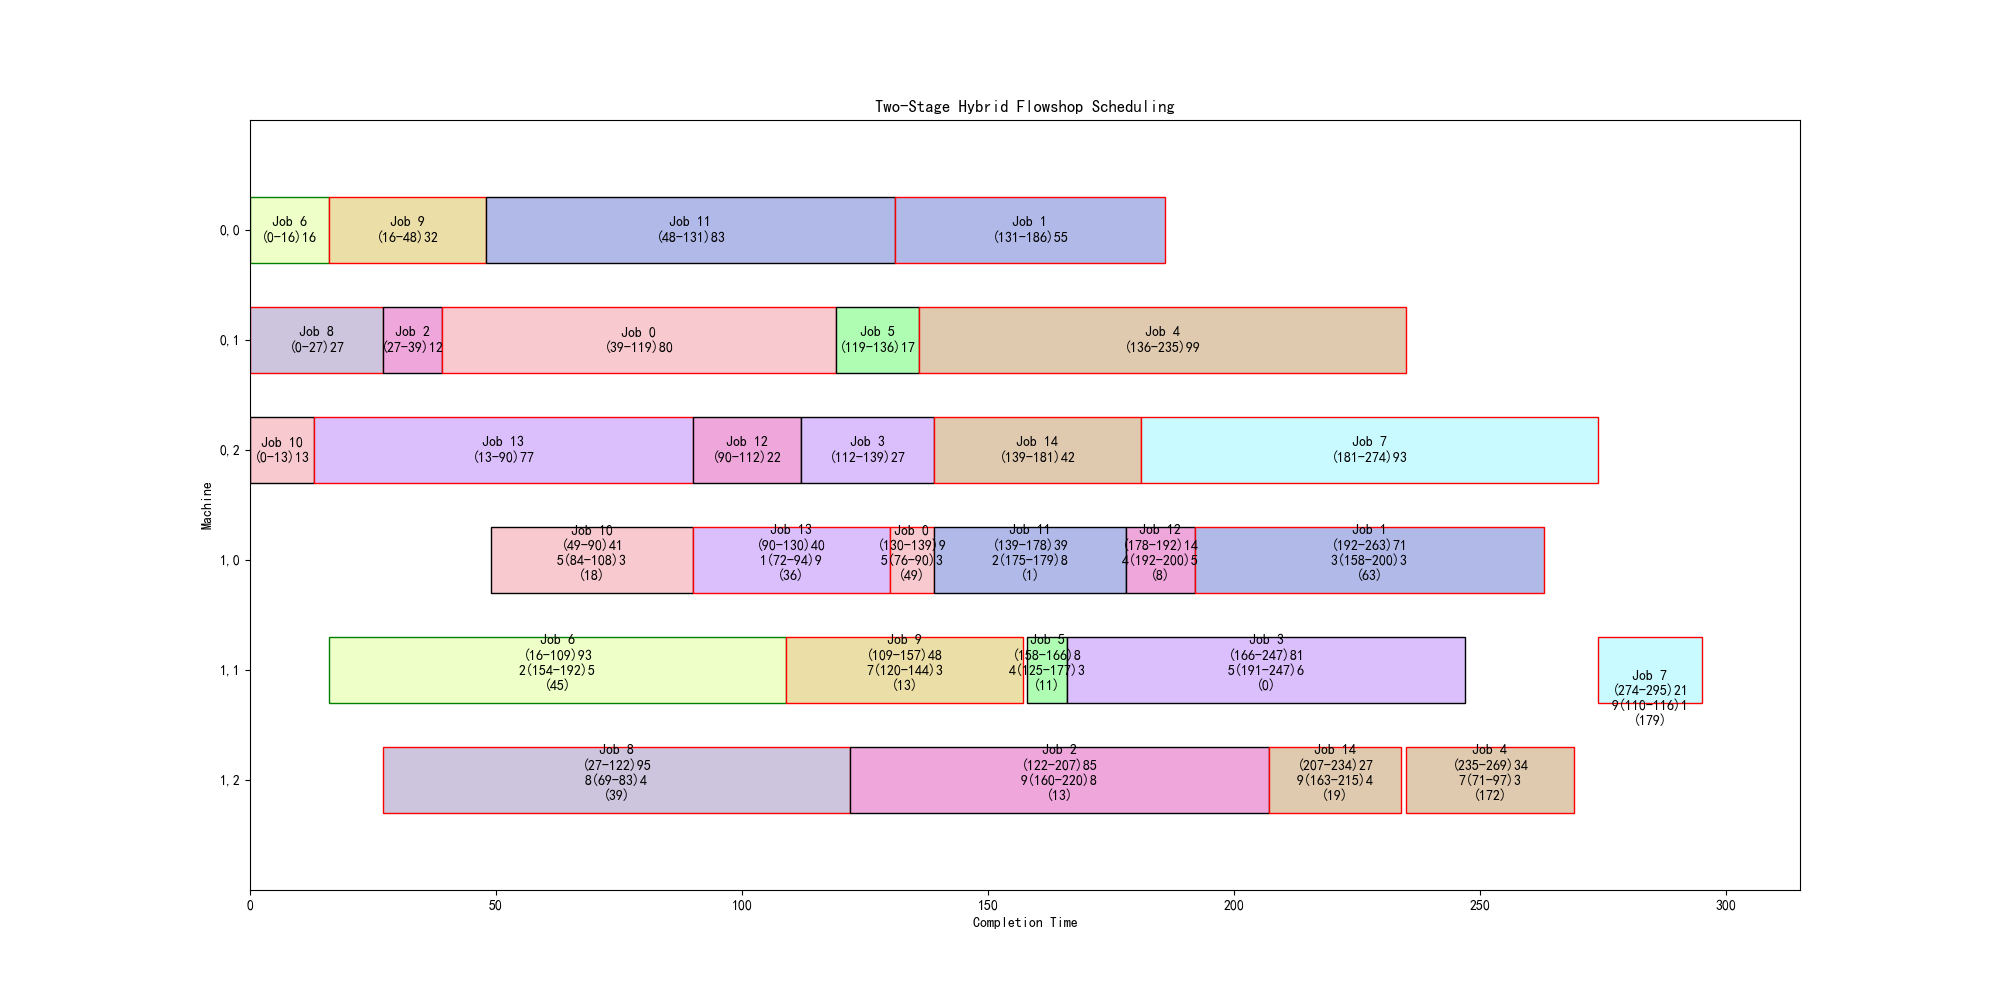 Two-Stage Hybrid Flowshop Scheduling
Machine
0,0
Job 6
(0-16)16
Job 9
(16-48)32
Job 11
(48-131)83
Job 1
(131-186)55
0,1
Job 8
(0-27)27
Job 2
(27-39)12
Job 0
(39-119)80
Job 5
(119-136)17
Job 4
(136-235)99
0,2
Job 10
(0-13)13
Job 13
(13-90)77
Job 12
(90-112)22
Job 3
(112-139)27
Job 14
(139-181)42
Job 7
(181-274)93
1,0
Job 10
(49-90)41
5(84-108)3
(18)
Job 13
(90-130)40
1(72-94)9
(36)
Job 0
(130-139)9
5(76-90)3
(49)
Job 11
(139-178)39
2(175-179)8
(1)
Job 12
(178-192)14
4(192-200)5
(8)
Job 1
(192-263)71
3(158-200)3
(63)
1,1
Job 6
(16-109)93
2(154-192)5
(45)
Job 9
(109-157)48
7(120-144)3
(13)
Job 5
(158-166)8
4(125-177)3
(11)
Job 3
(166-247)81
5(191-247)6
(0)
Job 7
(274-295)21
9(110-116)1
(179)
1,2
Job 8
(27-122)95
8(69-83)4
(39)
Job 2
(122-207)85
9(160-220)8
(13)
Job 14
(207-234)27
9(163-215)4
(19)
Job 4
(235-269)34
7(71-97)3
(172)
0
50
100
150
200
250
300
Completion Time